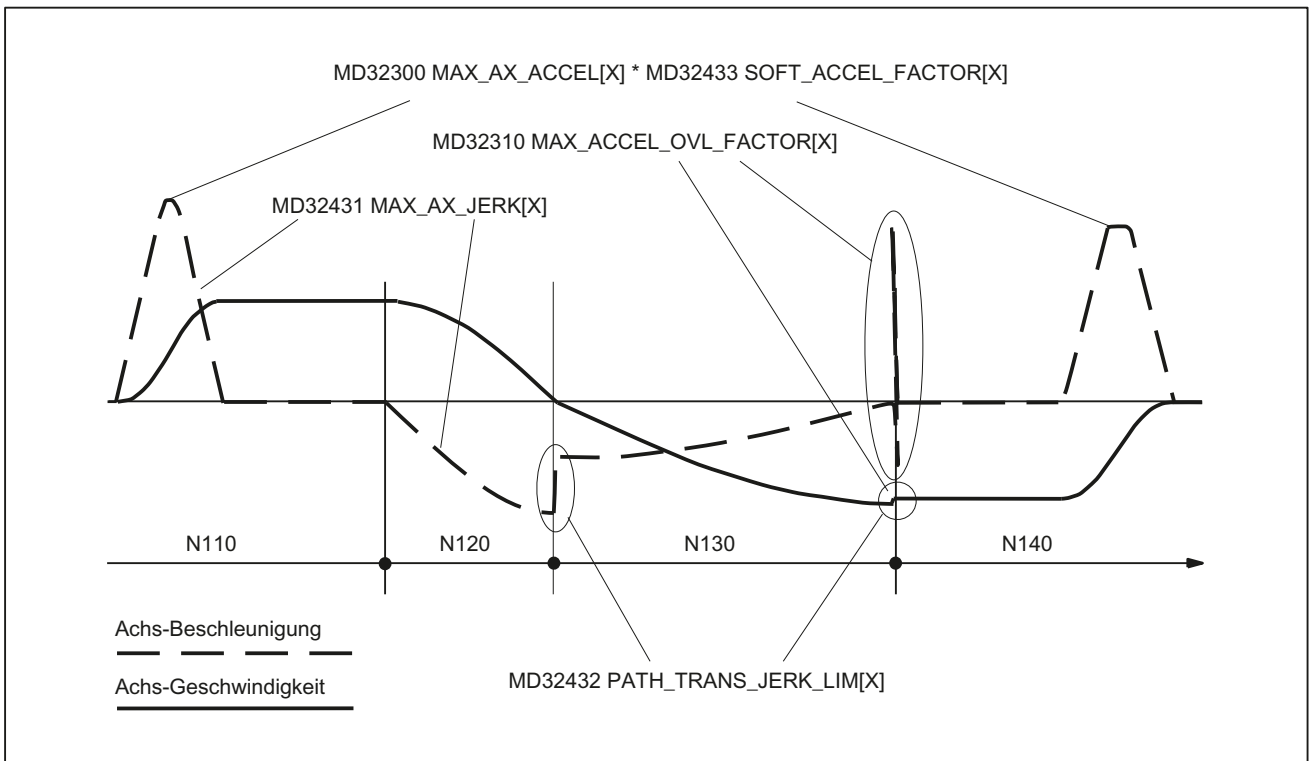 MD32300 MAX_AX_ACCEL[X] * MD32433 SOFT_ACCEL_FACTOR[X]
MD32310 MAX_ACCEL_OVL_FACTOR[X]
MD32431 MAX_AX_JERK[X]
N110
N120
N130
N140
Achs-Beschleunigung
Achs-Geschwindigkeit
MD32432 PATH_TRANS_JERK_LIM[X]